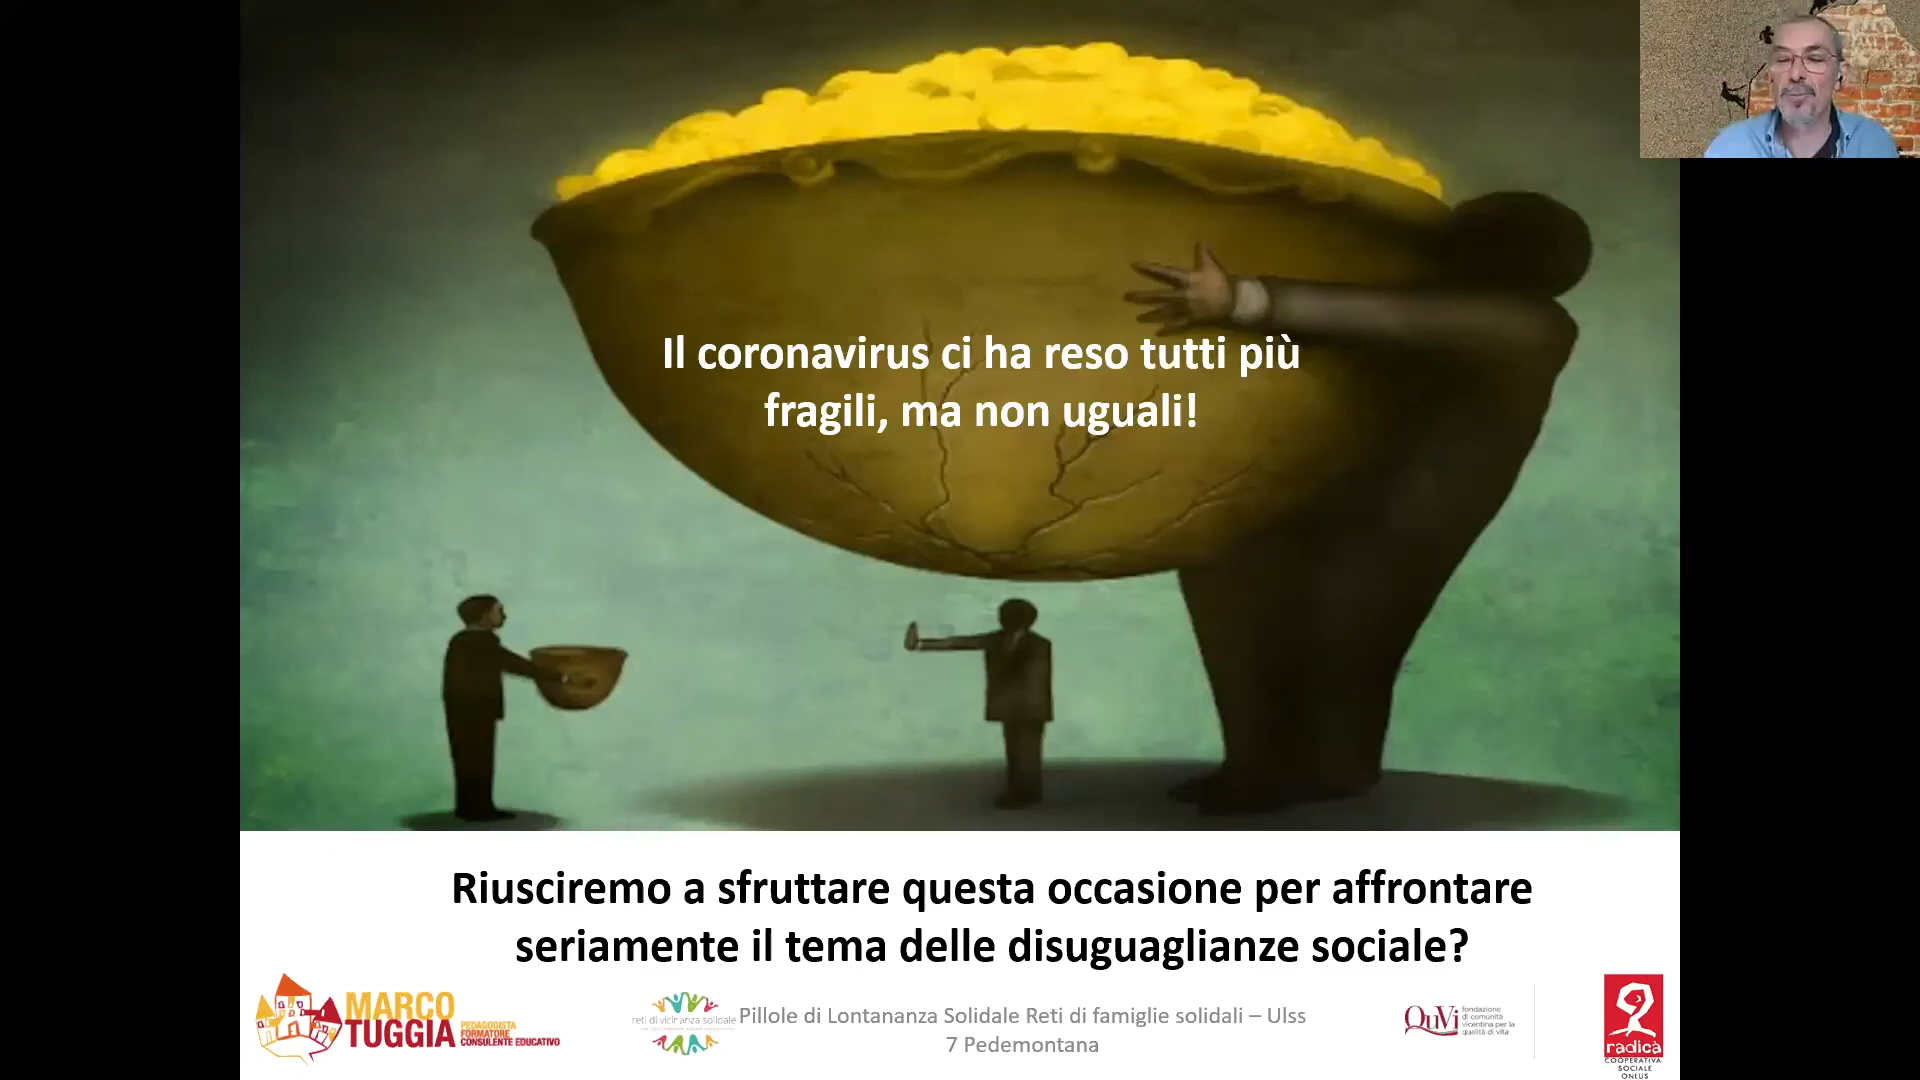 Il coronavirus ci ha reso tutti più
fragili, ma non uguali!
Riusciremo a sfruttare questa occasione per affrontare
seriamente il tema delle disuguaglianze sociale?
MARCO
TUGGIA
PEDAGOGISTA
FORMATORE
CONSULENTE EDUCATIVO
reti di vicinanza solidale
Pillole di Lontananza Solidale Reti di famiglie solidali – Ulss
7 Pedemontana
QuVi
fondazione
di comunità
vicentina per la
qualità di vita
radicà
COOPERATIVA
SOCIALE
ONLUS